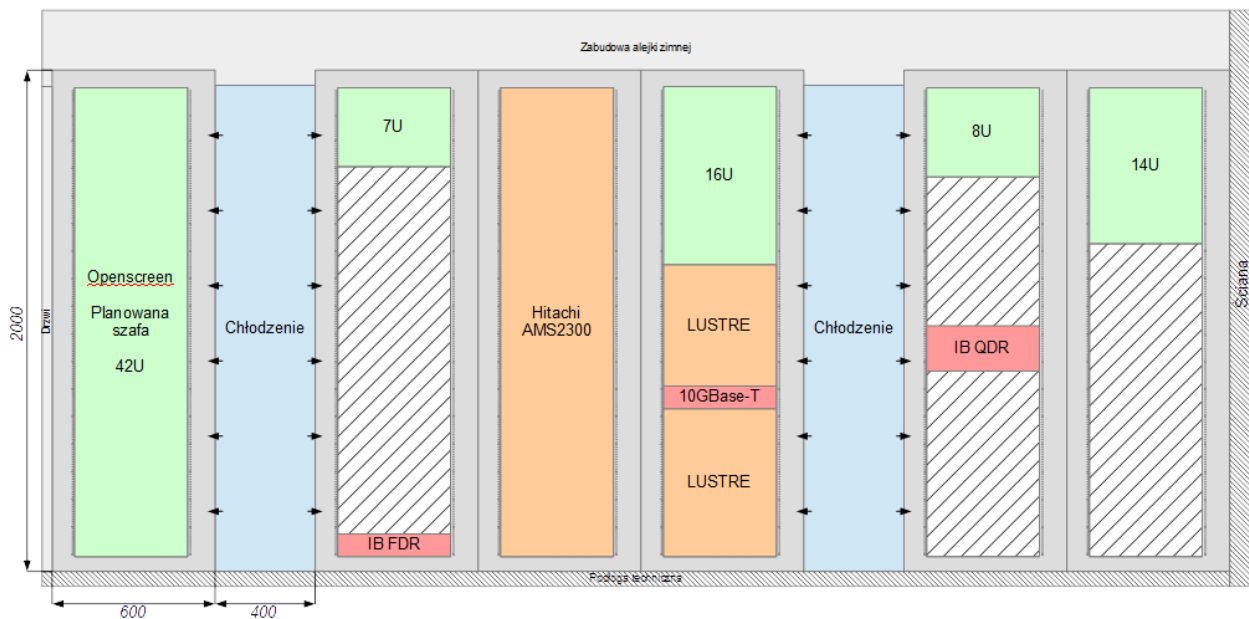 Zabudowa alejki zimnej
2000
Drzwi
Openscreen
Planowana
szafa
42U
Chłodzenie
7U
IB FDR
Hitachi
AMS2300
16U
LUSTRE
10GBase-T
LUSTRE
Chłodzenie
8U
IB QDR
14U
Ściana
Podłoga techniczna
600
400